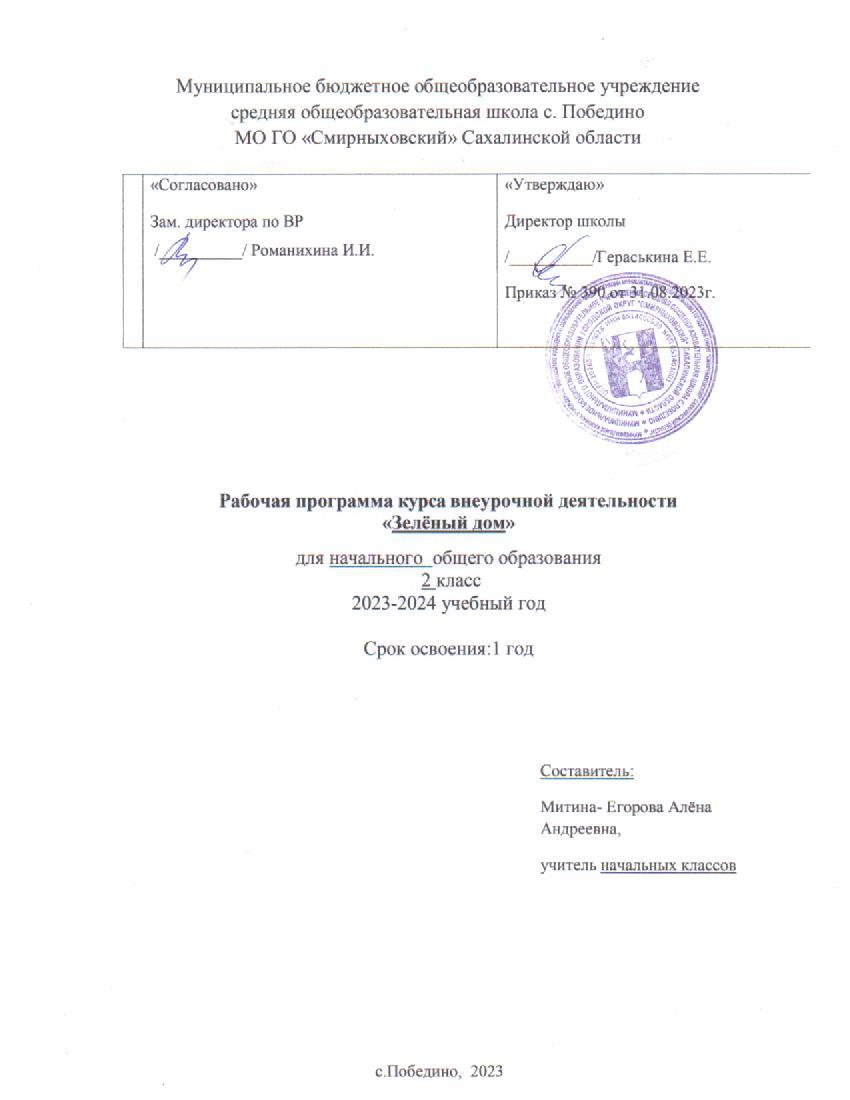 Муниципальное бюджетное общеобразовательное учреждение
средняя общеобразовательная школа с. Победино
МО ГО «Смирныховский» Сахалинской области
«Согласовано»
Зам. директора по ВР
/__________/ Романихина И.И.
«Утверждаю»
Директор школы
/__________/Гераськина Е.Е.
Приказ № 390 от 31.08.2023г.
Рабочая программа курса внеурочной деятельности
«Зелёный дом»
для начального общего образования
2 класс
2023-2024 учебный год
Срок освоения:1 год
Составитель:
Митина- Егорова Алёна
Андреевна,
учитель начальных классов
с.Победино, 2023